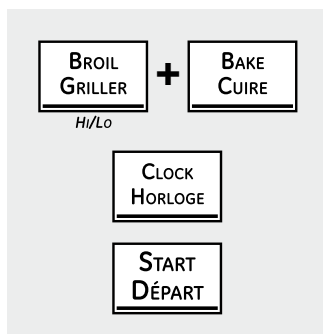 BROIL
GRILLER
+
BAKE
CUIRE
HI/LO
CLOCK
HORLOGE
START
DÉPART